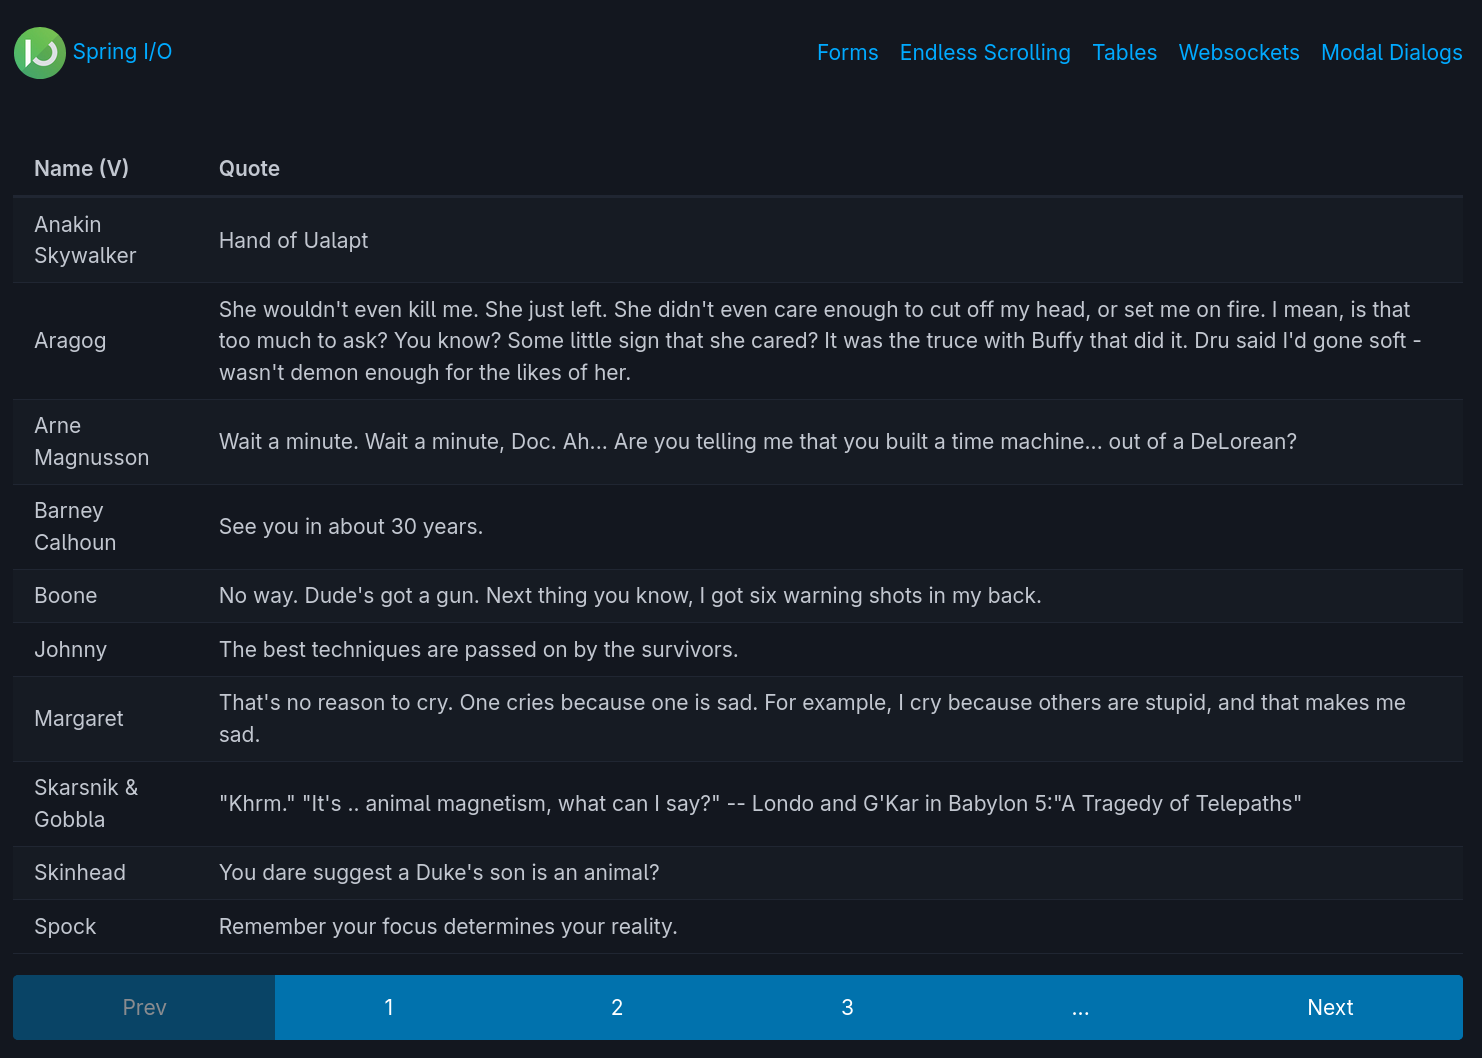 Spring I/O
Forms Endless Scrolling Tables Websockets Modal Dialogs
Name (V) Quote
Anakin
Skywalker
Hand of Ualapt
Aragog
She wouldn't even kill me. She just left. She didn't even care enough to cut off my head, or set me on fire. I mean, is that
too much to ask? You know? Some little sign that she cared? It was the truce with Buffy that did it. Dru said I'd gone soft -
wasn't demon enough for the likes of her.
Arne
Magnusson
Wait a minute. Wait a minute, Doc. Ah... Are you telling me that you built a time machine... out of a DeLorean?
Barney
Calhoun
See you in about 30 years.
Boone
No way. Dude's got a gun. Next thing you know, I got six warning shots in my back.
Johnny
The best techniques are passed on by the survivors.
Margaret
That's no reason to cry. One cries because one is sad. For example, I cry because others are stupid, and that makes me
sad.
Skarsnik &
Gobbla
"Khrm." "It's .. animal magnetism, what can I say?" -- Londo and G'Kar in Babylon 5:"A Tragedy of Telepaths"
Skinhead
You dare suggest a Duke's son is an animal?
Spock
Remember your focus determines your reality.
Prev 1 2 3 ... Next